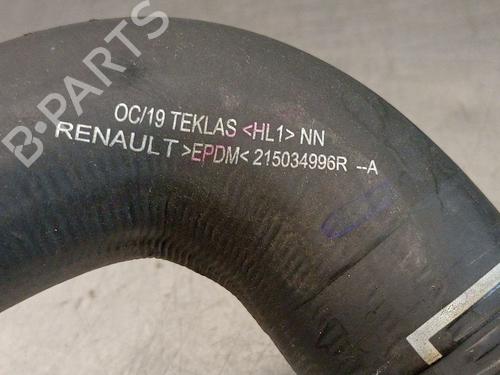 B-PARTS
OC/19 TEKLAS <HL1> NN
RENAULT >EPDM< 215034996R --A